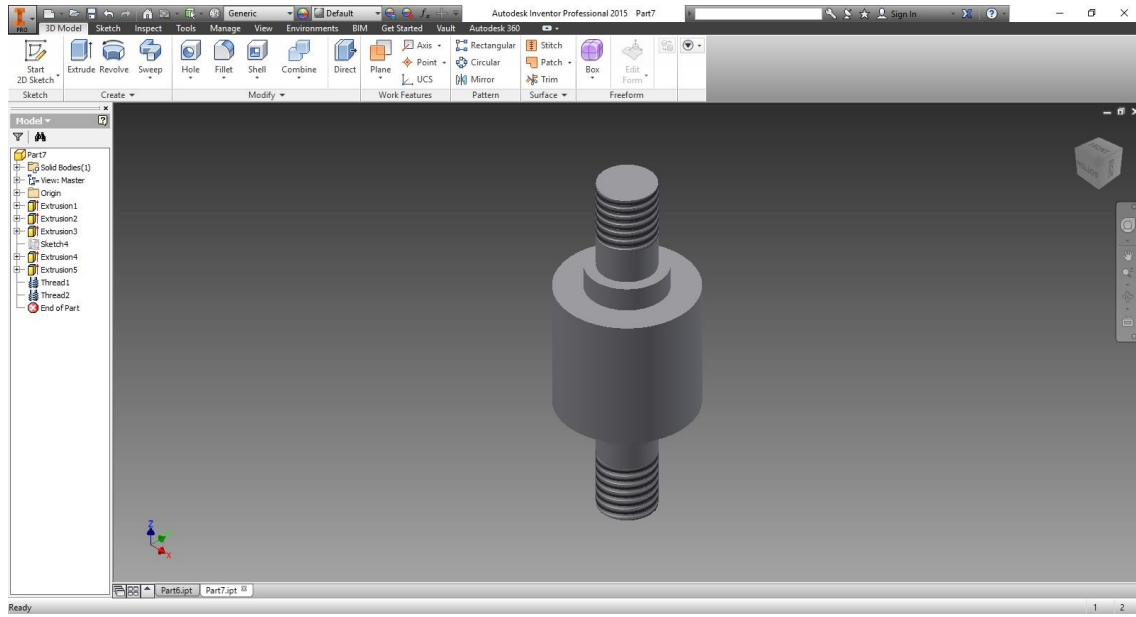 Generic
Default
Autodesk Inventor Professional 2015 Part7
Sign In
PRO
3D Model Sketch Inspect Tools Manage View Environments BIM Get Started Vault Autodesk 360
Start
2D Sketch
Extrude Revolve Sweep
Hole Fillet Shell Combine Direct
Plane
Axis
Point
UCS
Rectangular
Circular
Mirror
Stitch
Patch
Trim
Box
Edit
Form
Sketch Create Modify Work Features Pattern Surface Freeform
Model
Part7
Solid Bodies(1)
View: Master
Origin
Extrusion1
Extrusion2
Extrusion3
Sketch4
Extrusion4
Extrusion5
Thread1
Thread2
End of Part
FRONT
Z
X
Part6.ipt Part7.ipt
Ready 1 2